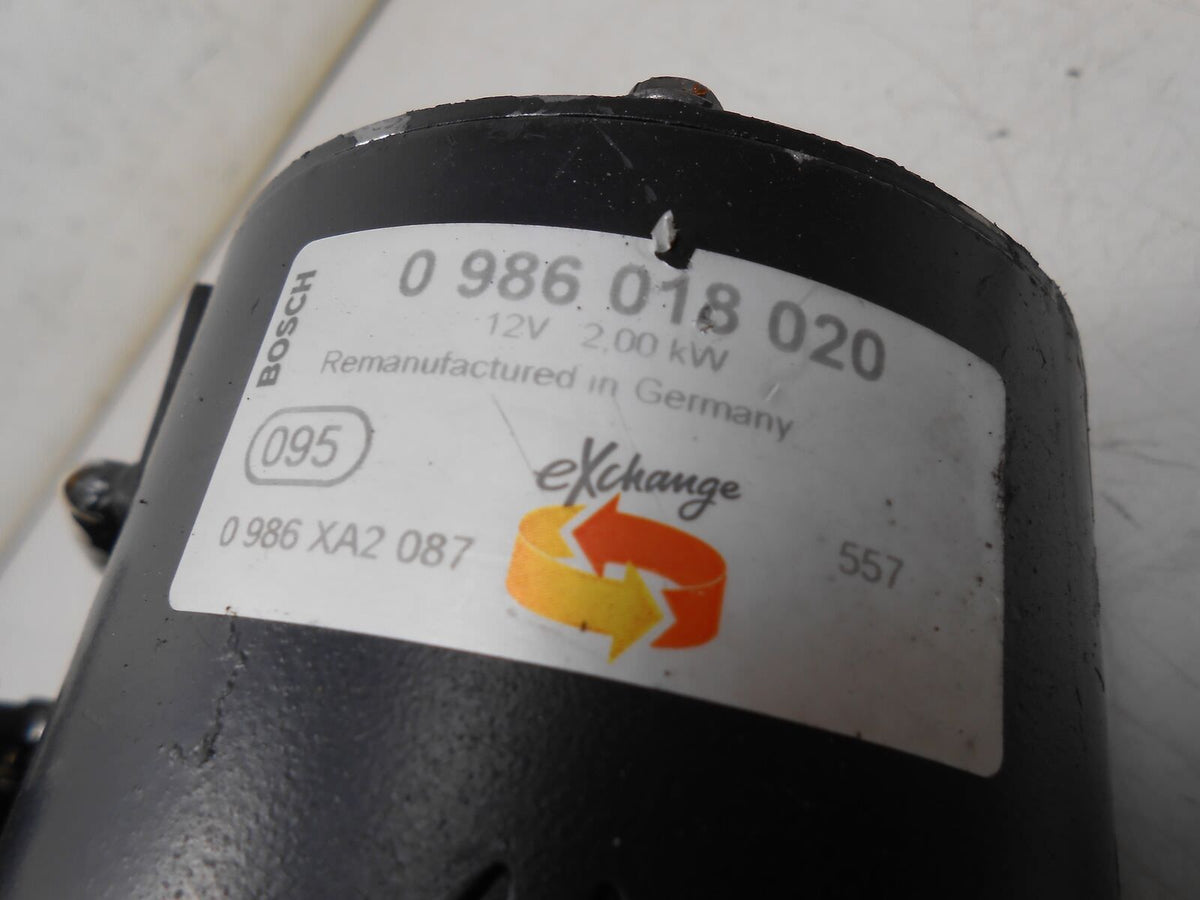 BOSCH
0 986 018 020
12V 2,00 kW
Remanufactured in Germany
095
eXchange
0 986 XA2 087
557